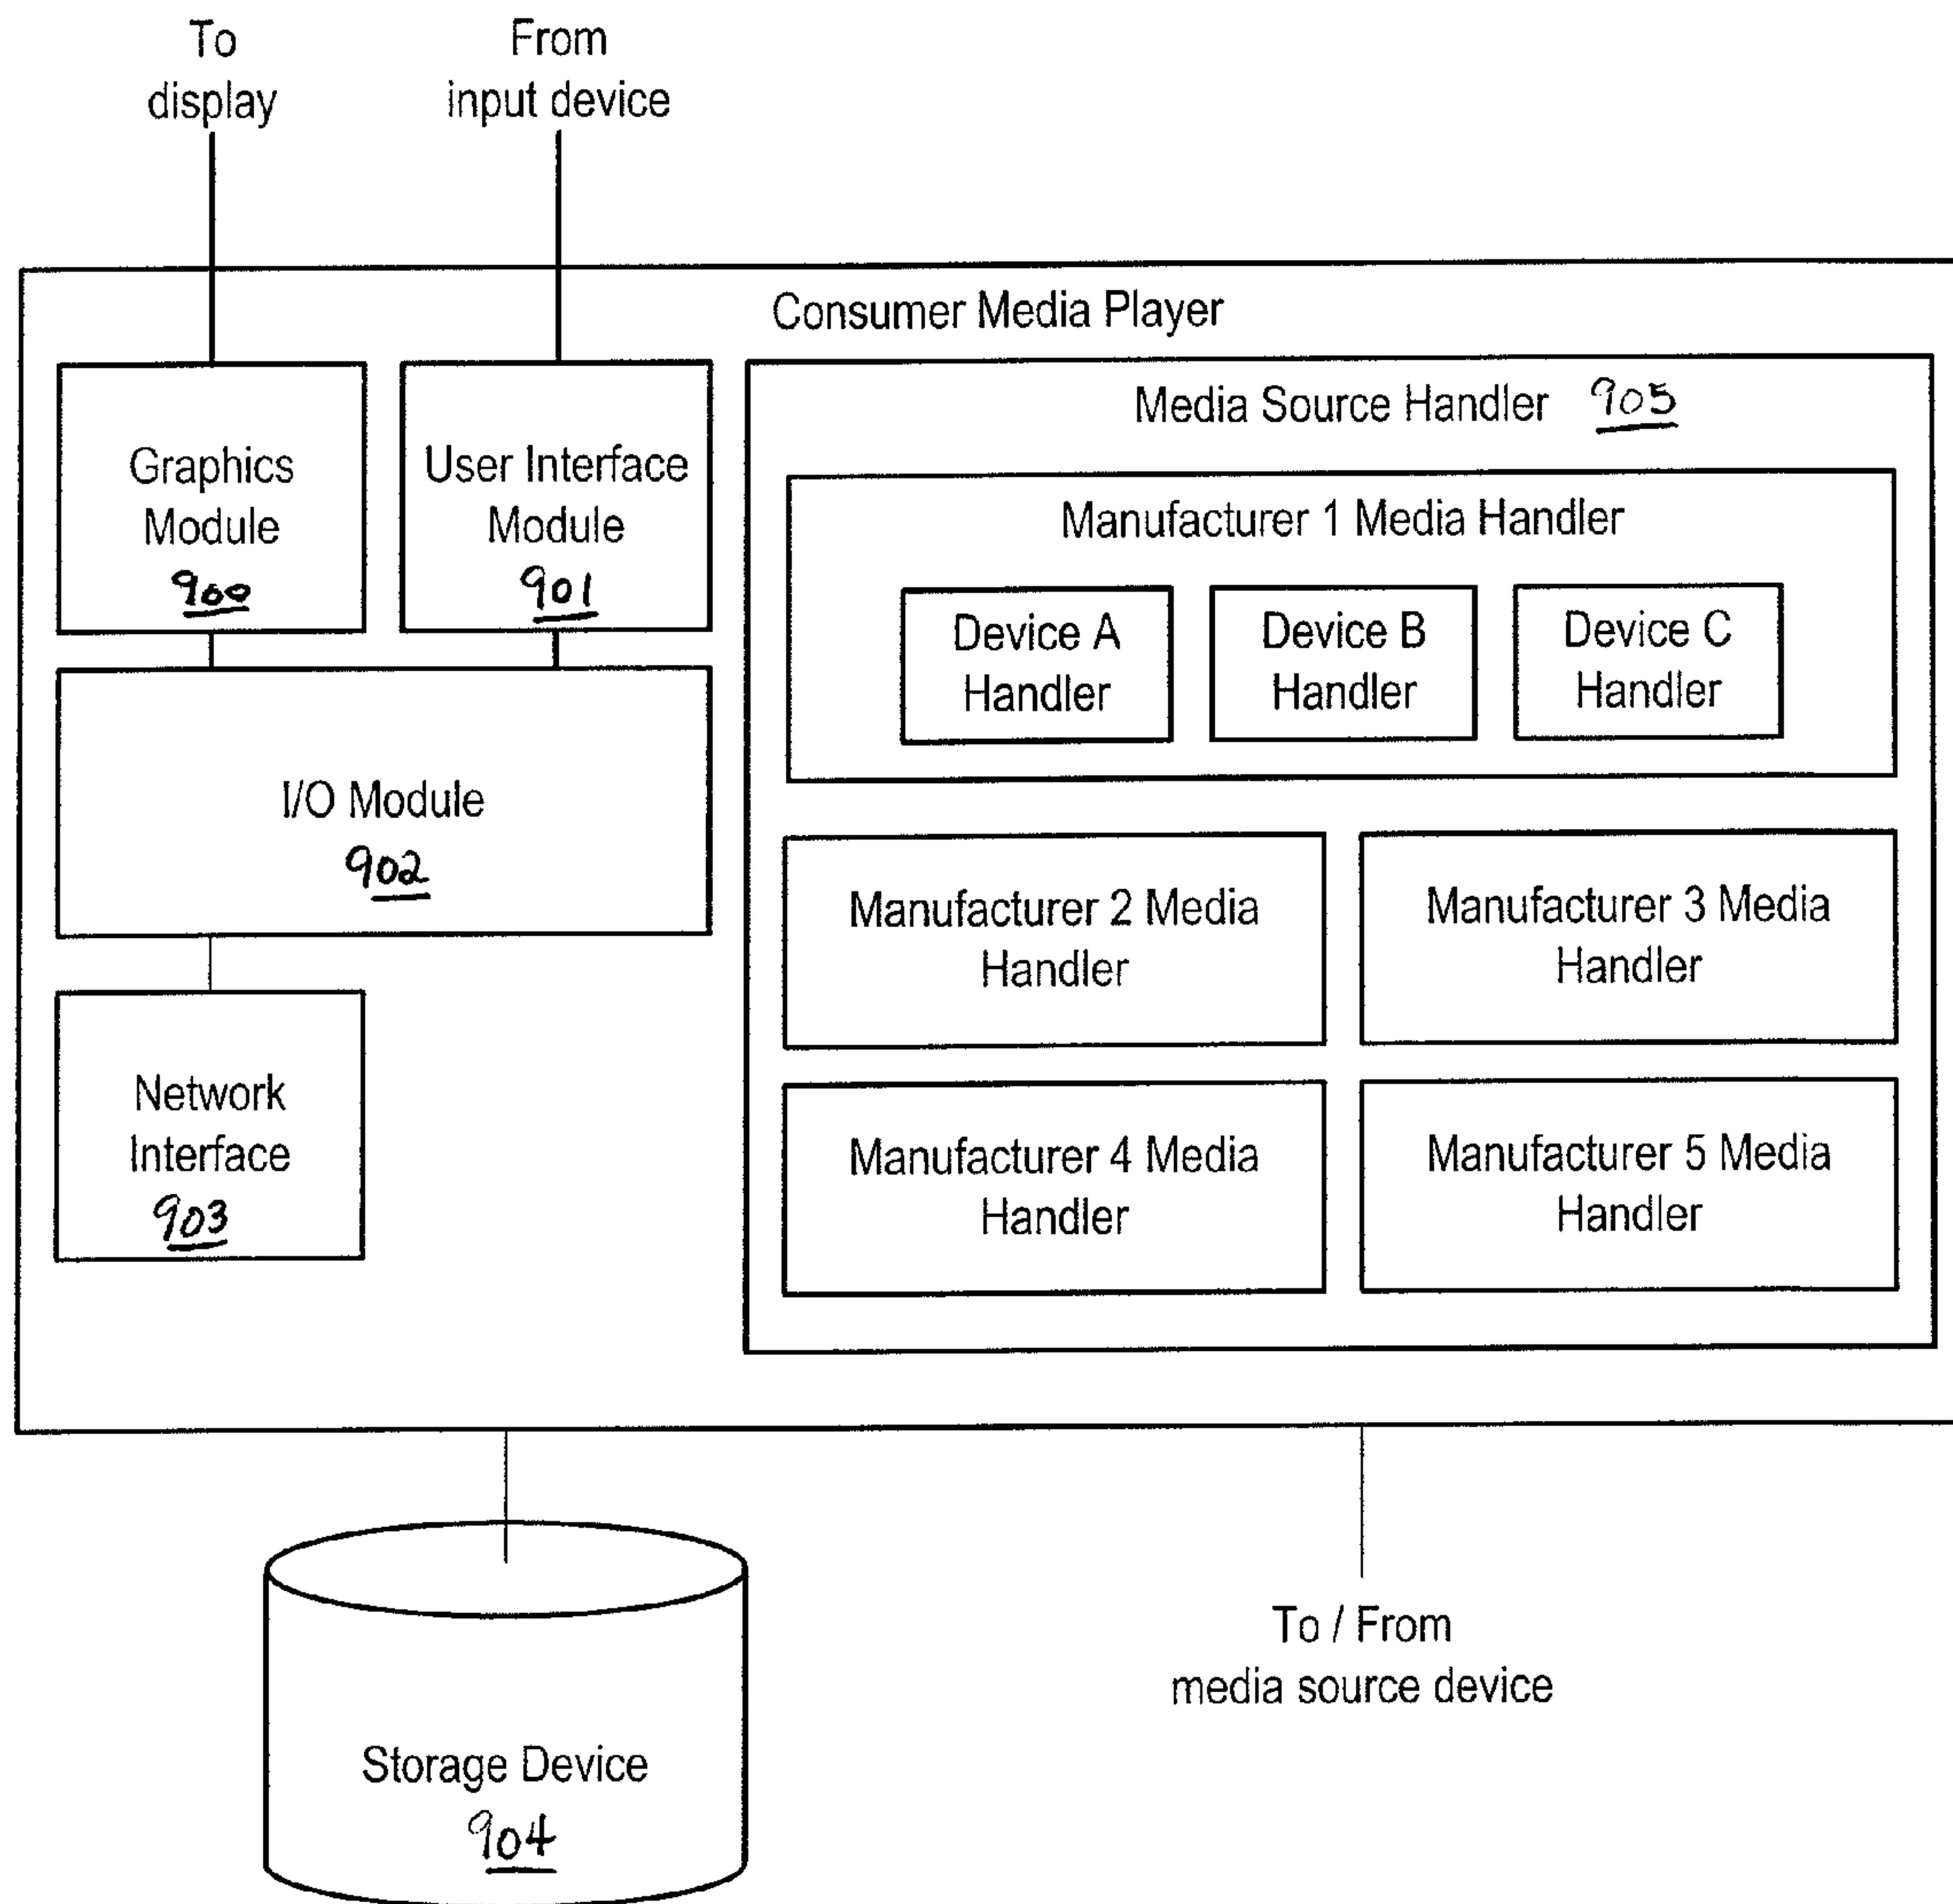 To
display
From
input device
Consumer Media Player
Graphics
Module
900
User Interface
Module
901
I/O Module
902
Network
Interface
903
Media Source Handler 905
Manufacturer 1 Media Handler
Device A
Handler
Device B
Handler
Device C
Handler
Manufacturer 2 Media
Handler
Manufacturer 3 Media
Handler
Manufacturer 4 Media
Handler
Manufacturer 5 Media
Handler
Storage Device
904
To / From
media source device